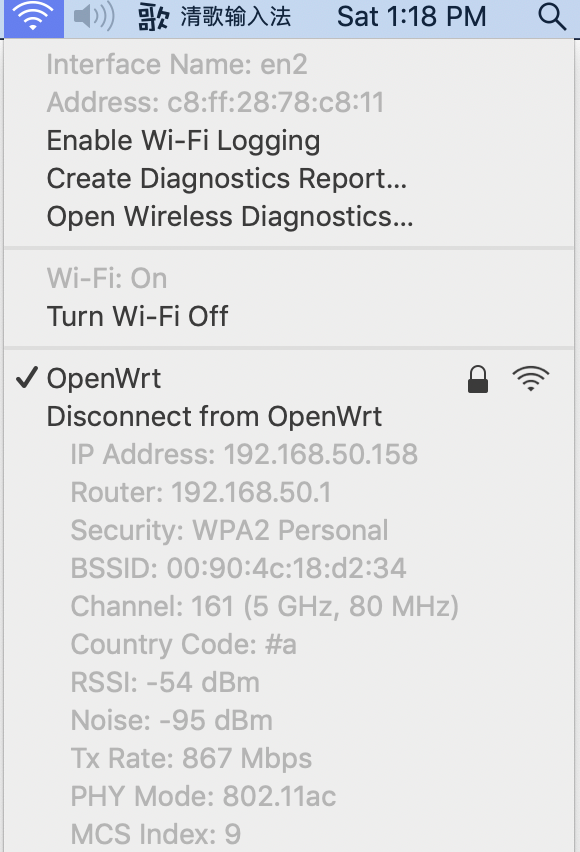 歌 清歌输入法 Sat 1:18 PM
Interface Name: en2
Address: c8:ff:28:78:c8:11
Enable Wi-Fi Logging
Create Diagnostics Report...
Open Wireless Diagnostics...
Wi-Fi: On
Turn Wi-Fi Off
OpenWrt
Disconnect from OpenWrt
IP Address: 192.168.50.158
Router: 192.168.50.1
Security: WPA2 Personal
BSSID: 00:90:4c:18:d2:34
Channel: 161 (5 GHz, 80 MHz)
Country Code: #a
RSSI: -54 dBm
Noise: -95 dBm
Tx Rate: 867 Mbps
PHY Mode: 802.11ac
MCS Index: 9